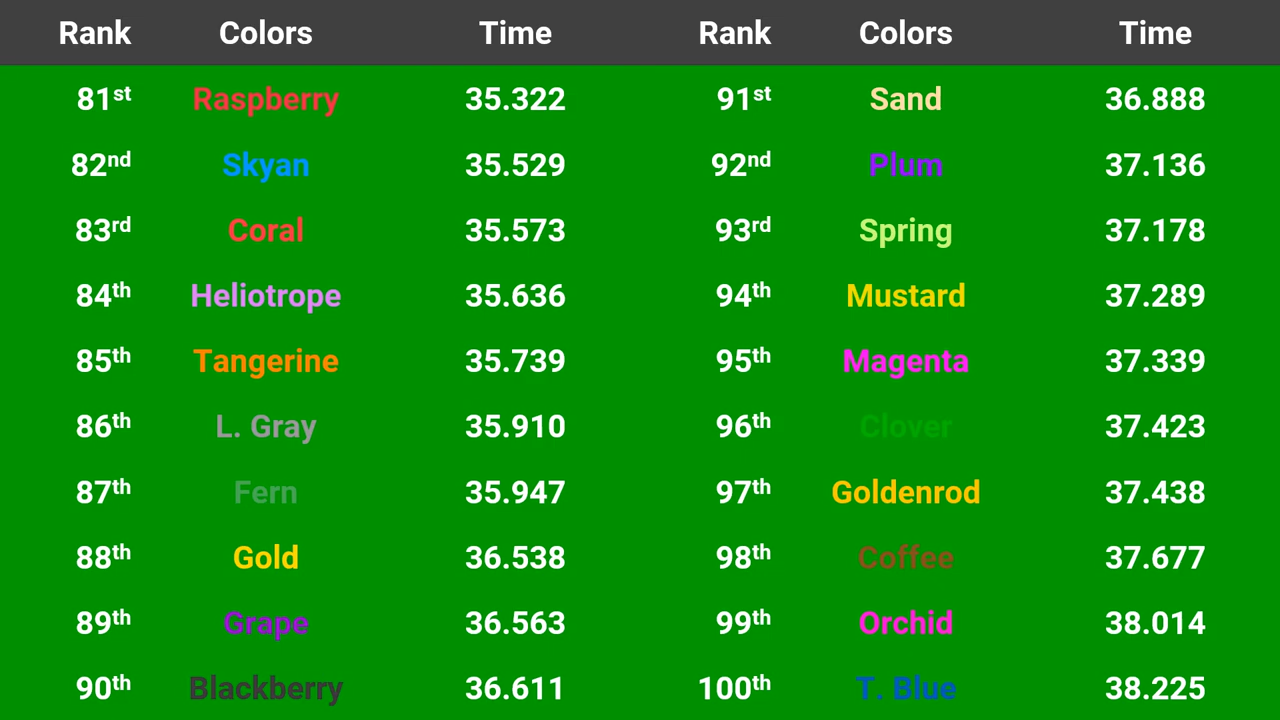 Rank Colors Time Rank Colors Time
81st Raspberry 35.322 91st Sand 36.888
82nd Skyan 35.529 92nd Plum 37.136
83rd Coral 35.573 93rd Spring 37.178
84th Heliotrope 35.636 94th Mustard 37.289
85th Tangerine 35.739 95th Magenta 37.339
86th L. Gray 35.910 96th Clover 37.423
87th Fern 35.947 97th Goldenrod 37.438
88th Gold 36.538 98th Coffee 37.677
89th Grape 36.563 99th Orchid 38.014
90th Blackberry 36.611 100th T. Blue 38.225